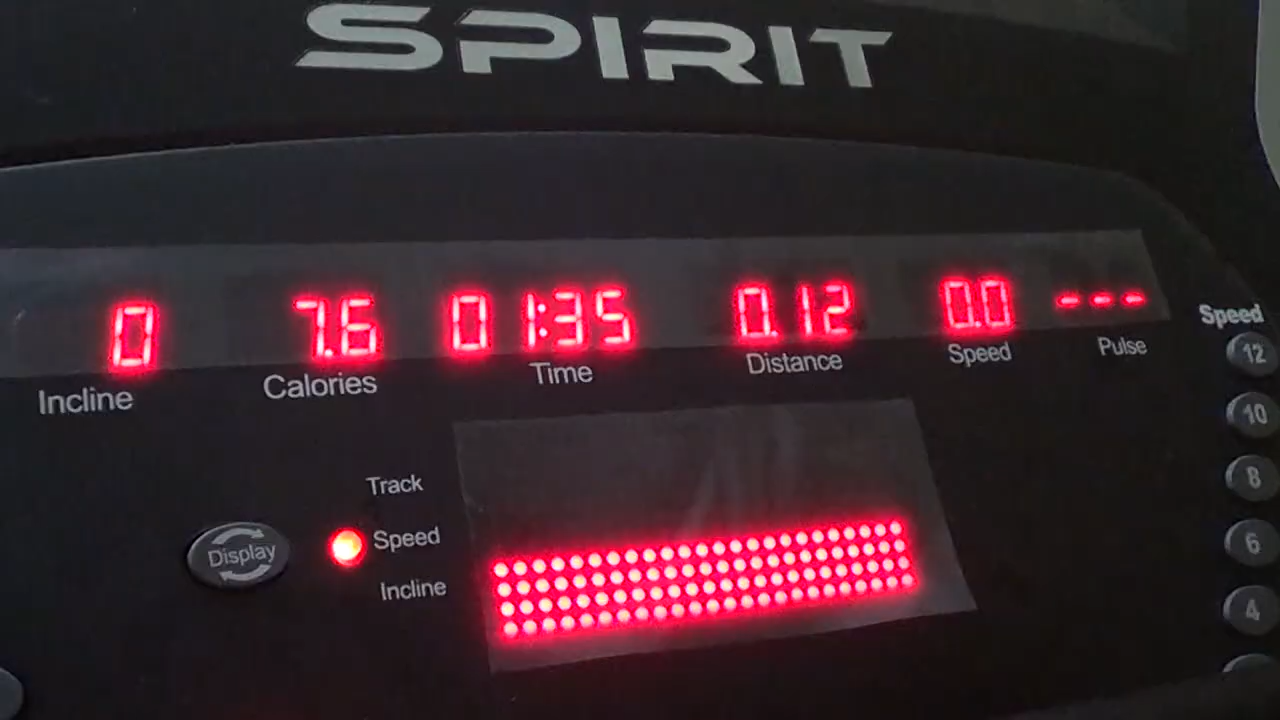 SPIRIT
0 7.6 01:35 0.12 0.0 ---
Incline Calories Time Distance Speed Pulse
Speed
12
10
8
6
4
Track
Speed
Incline
Display